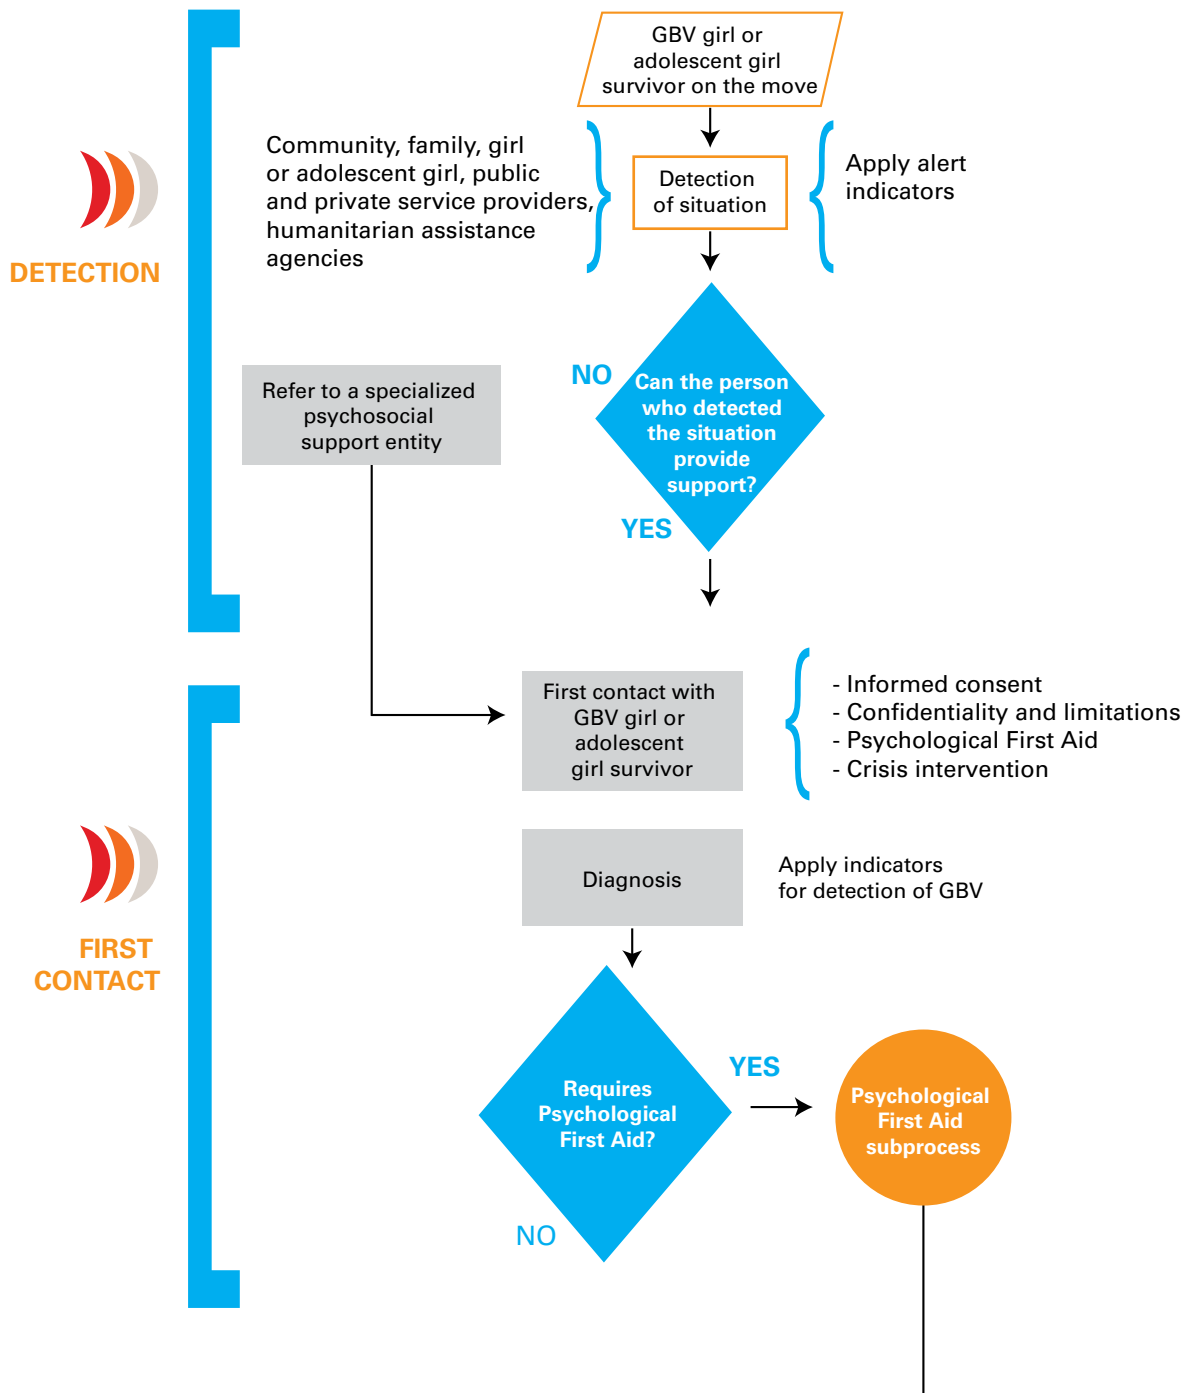 GBV girl or
adolescent girl
survivor on the move
Community, family, girl
or adolescent girl, public
and private service providers,
humanitarian assistance
agencies
Detection
of situation
Apply alert
indicators
DETECTION
NO
Can the person
who detected
the situation
provide
support?
YES
Refer to a specialized
psychosocial
support entity
First contact with
GBV girl or
adolescent
girl survivor
- Informed consent
- Confidentiality and limitations
- Psychological First Aid
- Crisis intervention
Diagnosis
Apply indicators
for detection of GBV
FIRST
CONTACT
Requires
Psychological
First Aid?
YES
Psychological
First Aid
subprocess
NO